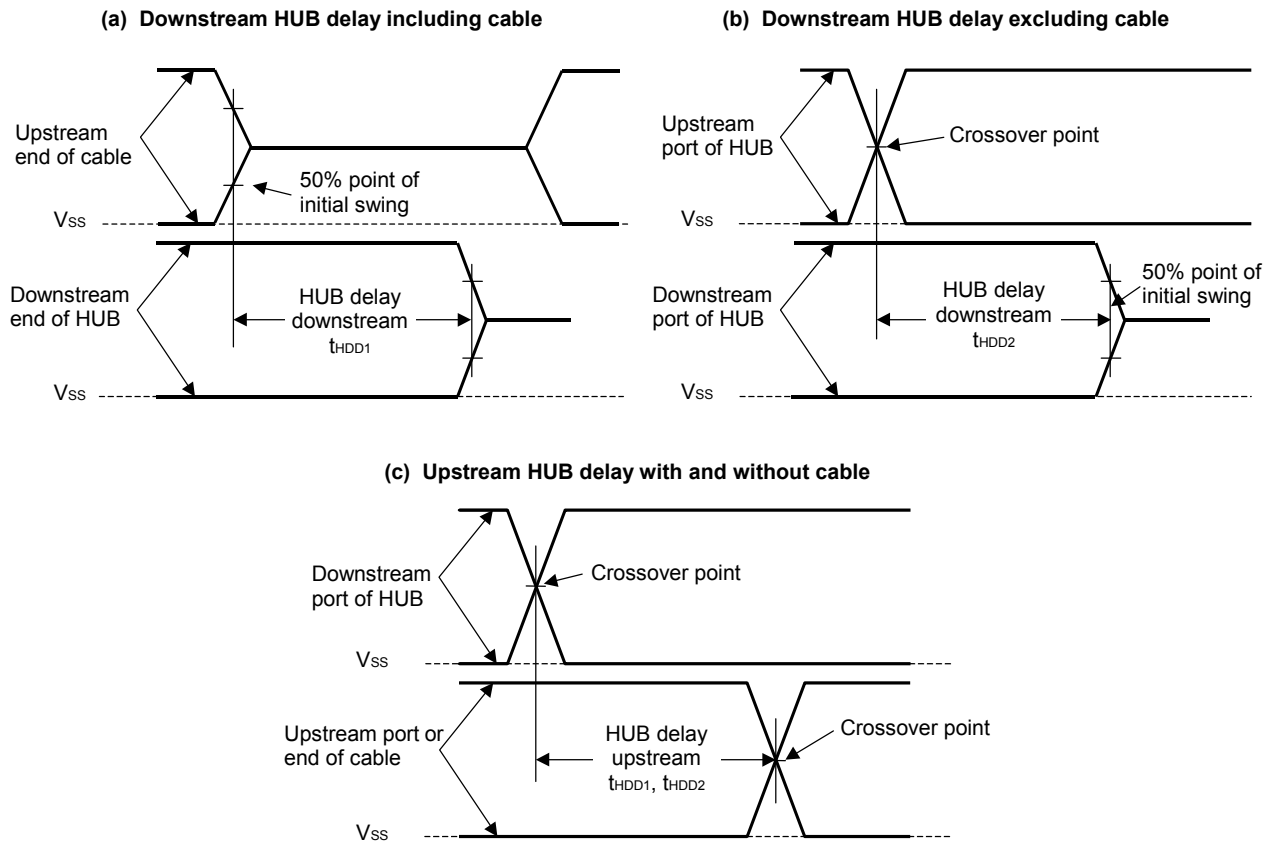 (a) Downstream HUB delay including cable
Upstream
end of cable
50% point of
initial swing
VSS
Downstream
end of HUB
HUB delay
downstream
tHDD1
VSS
(b) Downstream HUB delay excluding cable
Upstream
port of HUB
Crossover point
VSS
Downstream
port of HUB
HUB delay
downstream
tHDD2
50% point of
initial swing
VSS
(c) Upstream HUB delay with and without cable
Downstream
port of HUB
Crossover point
VSS
Upstream port or
end of cable
HUB delay
upstream
tHDD1, tHDD2
Crossover point
VSS